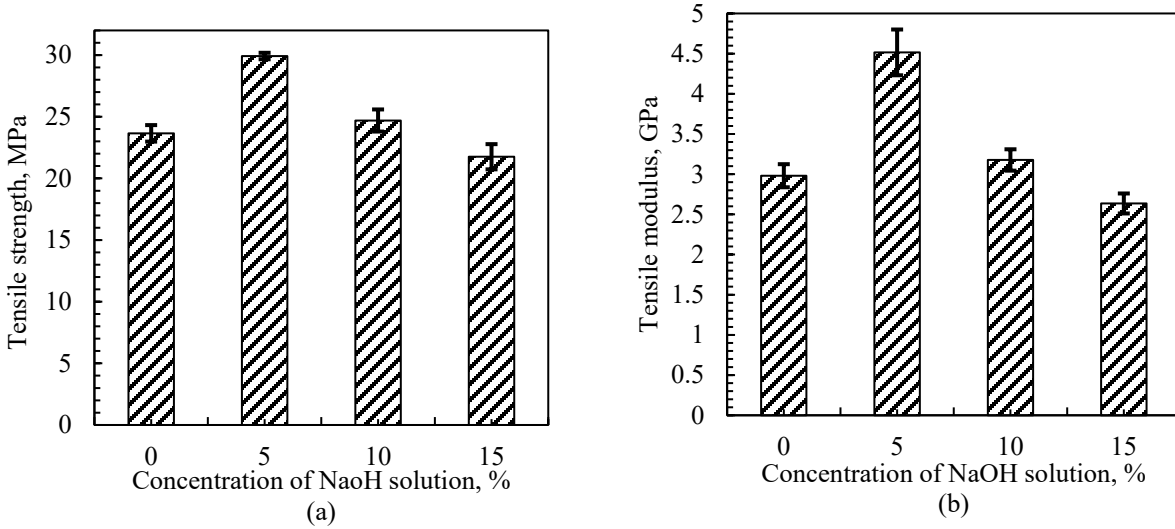 Tensile strength, MPa
30
25
20
15
10
5
0
0 5 10 15
Concentration of NaoH solution, %
(a)
Tensile modulus, GPa
5
4.5
4
3.5
3
2.5
2
1.5
1
0.5
0
0 5 10 15
Concentration of NaOH solution, %
(b)